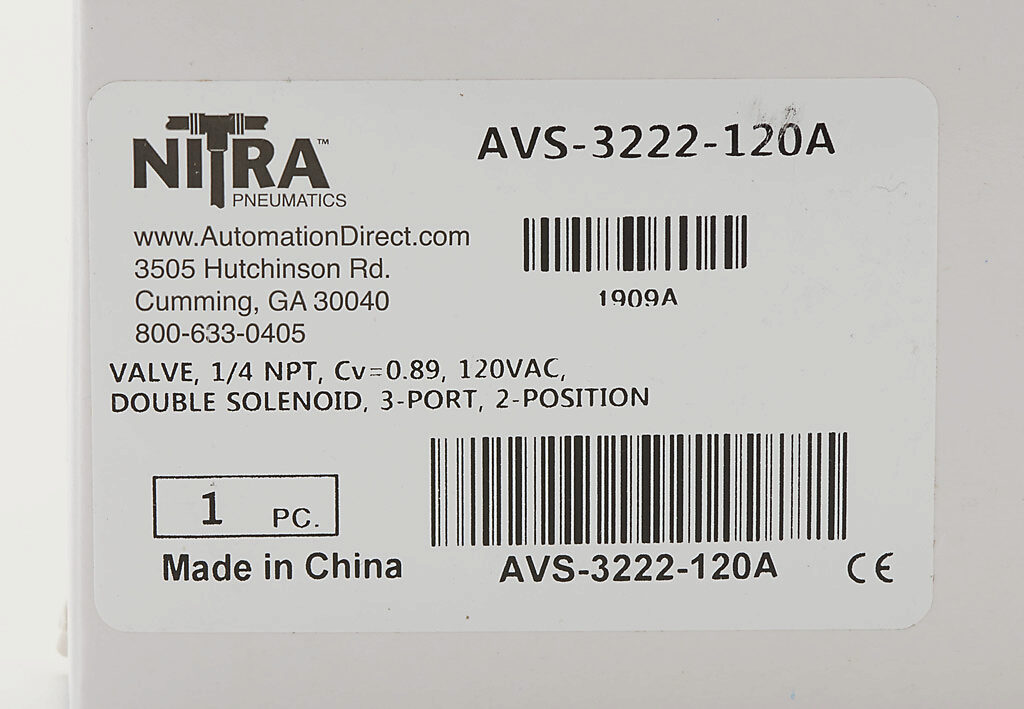 NITRA™
PNEUMATICS
AVS-3222-120A
www.AutomationDirect.com
3505 Hutchinson Rd.
Cumming, GA 30040
800-633-0405
1909A
VALVE, 1/4 NPT, Cv=0.89, 120VAC,
DOUBLE SOLENOID, 3-PORT, 2-POSITION
1 PC.
Made in China
AVS-3222-120A
CE